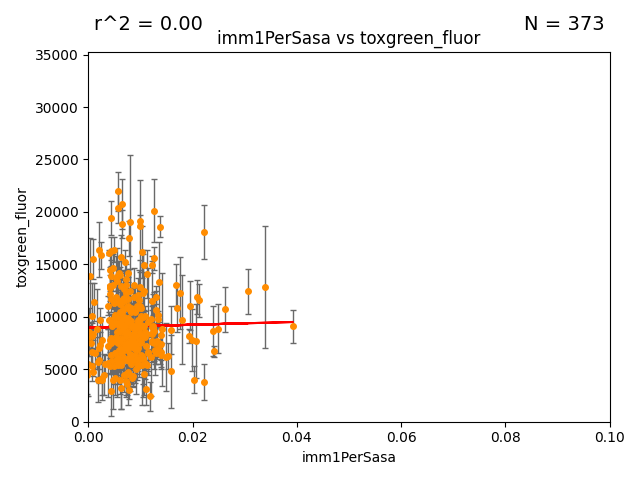 r^2 = 0.00
N = 373
imm1PerSasa vs toxgreen_fluor
35000
30000
25000
20000
15000
10000
5000
0
toxgreen_fluor
0.00
0.02
0.04
0.06
0.08
0.10
imm1PerSasa